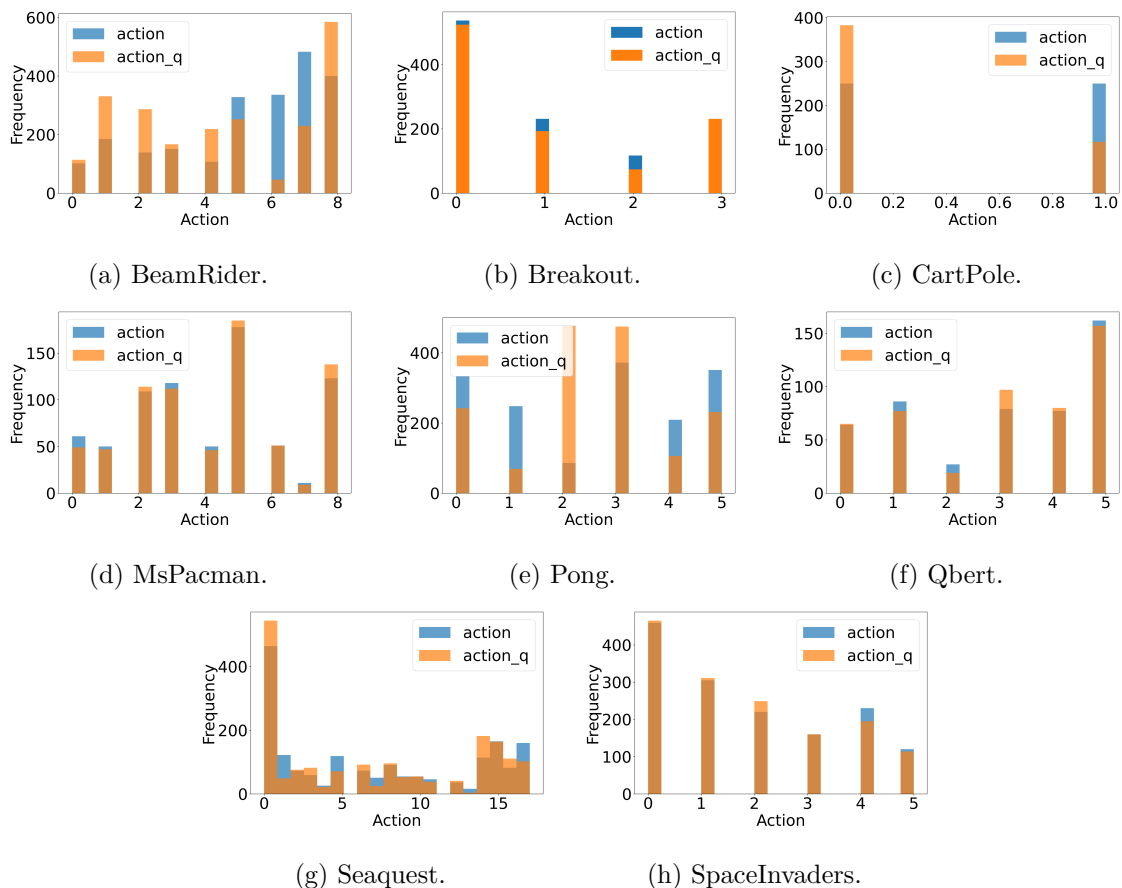 600
400
200
0
Frequency
action
action_q
0 2 4 6 8
Action
(a) BeamRider.
400
200
0
Frequency
action
action_q
0 1 2 3
Action
(b) Breakout.
400
300
200
100
0
Frequency
action
action_q
0.0 0.2 0.4 0.6 0.8 1.0
Action
(c) CartPole.
150
100
50
0
Frequency
action
action_q
0 2 4 6 8
Action
(d) MsPacman.
400
200
0
Frequency
action
action_q
0 1 2 3 4 5
Action
(e) Pong.
150
100
50
0
Frequency
action
action_q
0 1 2 3 4 5
Action
(f) Qbert.
400
200
0
Frequency
action
action_q
0 5 10 15
Action
(g) Seaquest.
400
300
200
100
0
Frequency
action
action_q
0 1 2 3 4 5
Action
(h) SpaceInvaders.